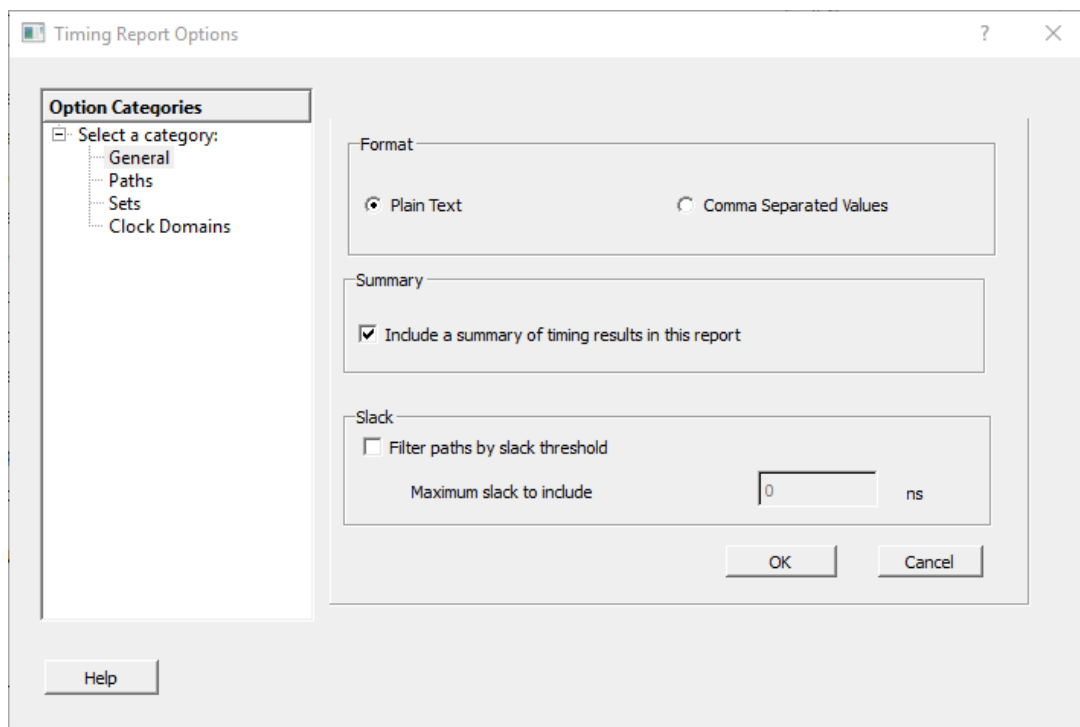 Timing Report Options
?
Option Categories
Select a category:
General
Paths
Sets
Clock Domains
Format
Plain Text
Comma Separated Values
Summary
Include a summary of timing results in this report
Slack
Filter paths by slack threshold
Maximum slack to include
0
ns
OK
Cancel
Help